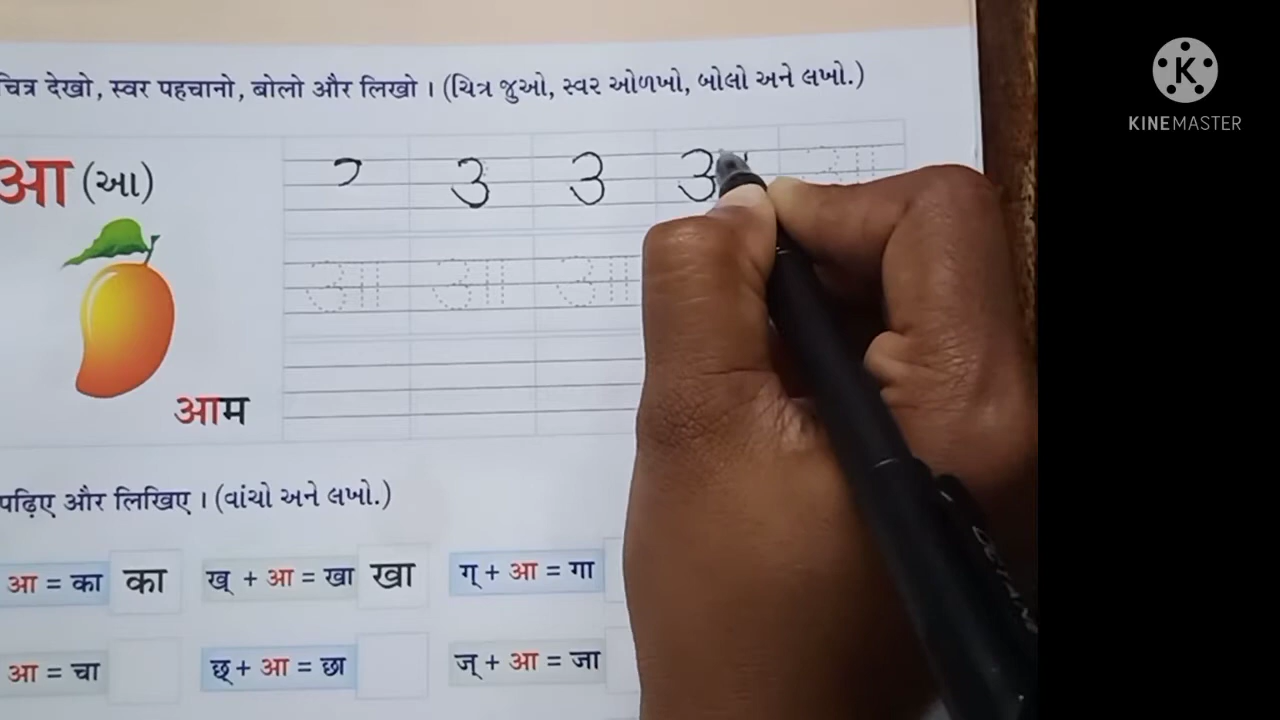 चित्र देखो, स्वर पहचानो, बोलो और लिखो । (ચિત્ર જુઓ, સ્વર ઓળખો, બોલો અને લખો.)
आ (આ)
आ
आ आ आ
आम
पढ़िए और लिखिए । (વાંચો અને લખો.)
आ = का का ख् + आ = खा खा ग् + आ = गा
आ = चा छ् + आ = छा ज् + आ = जा
K
KINEMASTER